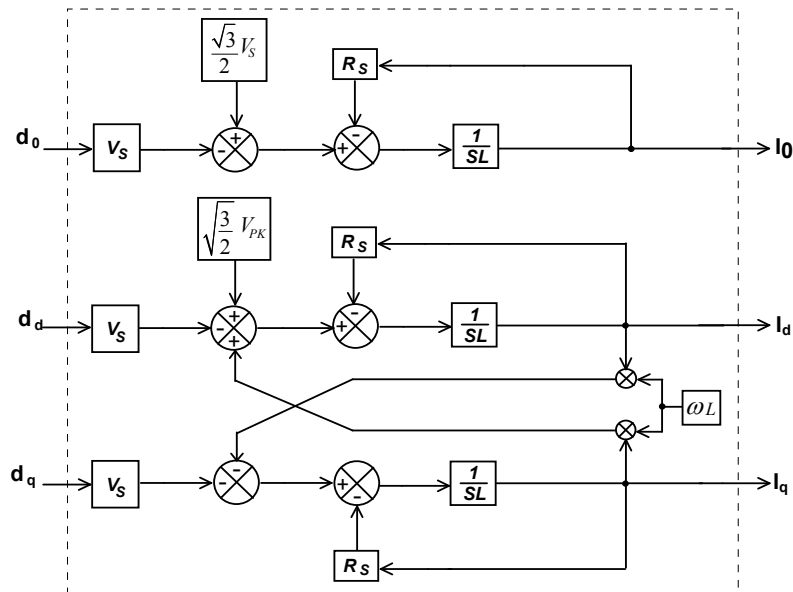 √3/2 V_S
R_S
d_0
V_S
+
-
-
+
1/SL
I_0
√(3/2) V_PK
R_S
d_d
V_S
+
-
+
-
+
1/SL
I_d
ωL
d_q
V_S
-
-
+
-
1/SL
I_q
R_S